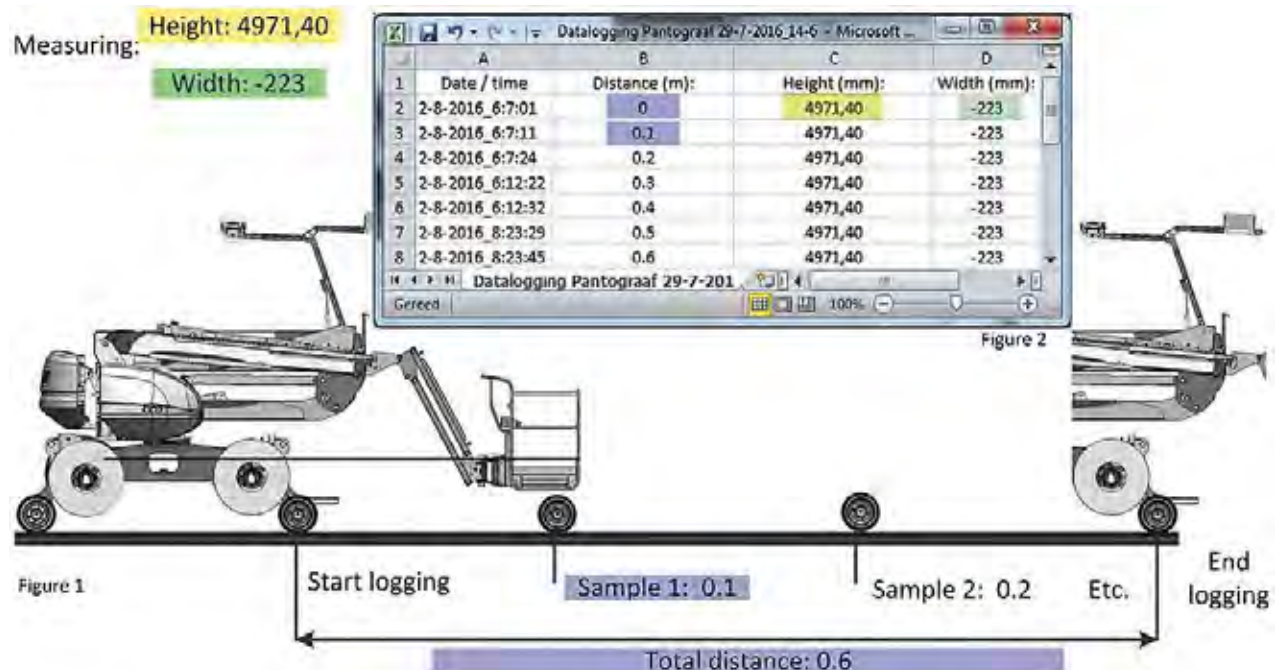 Measuring:
Height: 4971,40
Width: -223
Datalogging Pantograaf 29-7-2016_14-6 - Microsoft ...
A B C D
1 Date / time Distance (m): Height (mm): Width (mm):
2 2-8-2016_6:7:01 0 4971,40 -223
3 2-8-2016_6:7:11 0.1 4971,40 -223
4 2-8-2016_6:7:24 0.2 4971,40 -223
5 2-8-2016_6:12:22 0.3 4971,40 -223
6 2-8-2016_6:12:32 0.4 4971,40 -223
7 2-8-2016_8:23:29 0.5 4971,40 -223
8 2-8-2016_8:23:45 0.6 4971,40 -223
Datalogging Pantograaf 29-7-201
Gereed 100%
Figure 2
Figure 1
Start logging
Sample 1: 0.1
Sample 2: 0.2
Etc.
End
logging
Total distance: 0.6